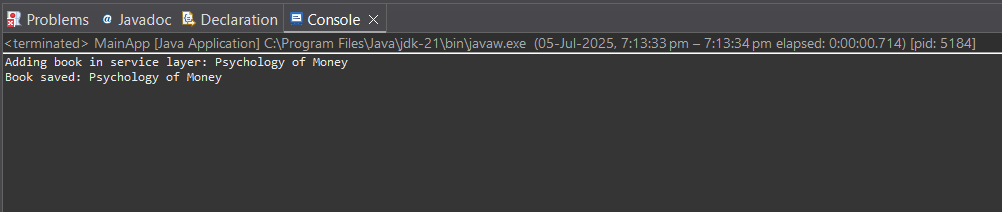 Problems @ Javadoc Declaration Console
<terminated> MainApp [Java Application] C:\Program Files\Java\jdk-21\bin\javaw.exe (05-Jul-2025, 7:13:33 pm – 7:13:34 pm elapsed: 0:00:00.714) [pid: 5184]
Adding book in service layer: Psychology of Money
Book saved: Psychology of Money